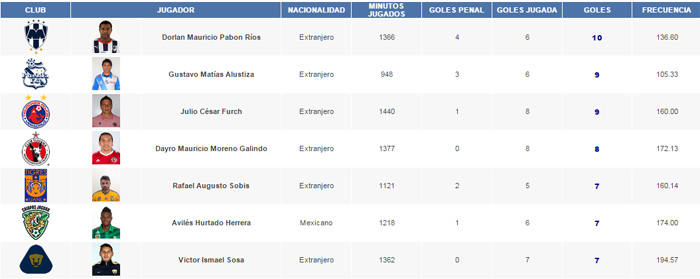 CLUB JUGADOR NACIONALIDAD MINUTOS JUGADOS GOLES PENAL GOLES JUGADA GOLES FRECUENCIA
Dorlan Mauricio Pabon Ríos Extranjero 1366 4 6 10 136.60
Gustavo Matías Alustiza Extranjero 948 3 6 9 105.33
Julio César Furch Extranjero 1440 1 8 9 160.00
Dayro Mauricio Moreno Galindo Extranjero 1377 0 8 8 172.13
TIGRES
Rafael Augusto Sobis Extranjero 1121 2 5 7 160.14
CHIAPAS JAGUAR
Avilés Hurtado Herrera Mexicano 1218 1 6 7 174.00
Víctor Ismael Sosa Extranjero 1362 0 7 7 194.57